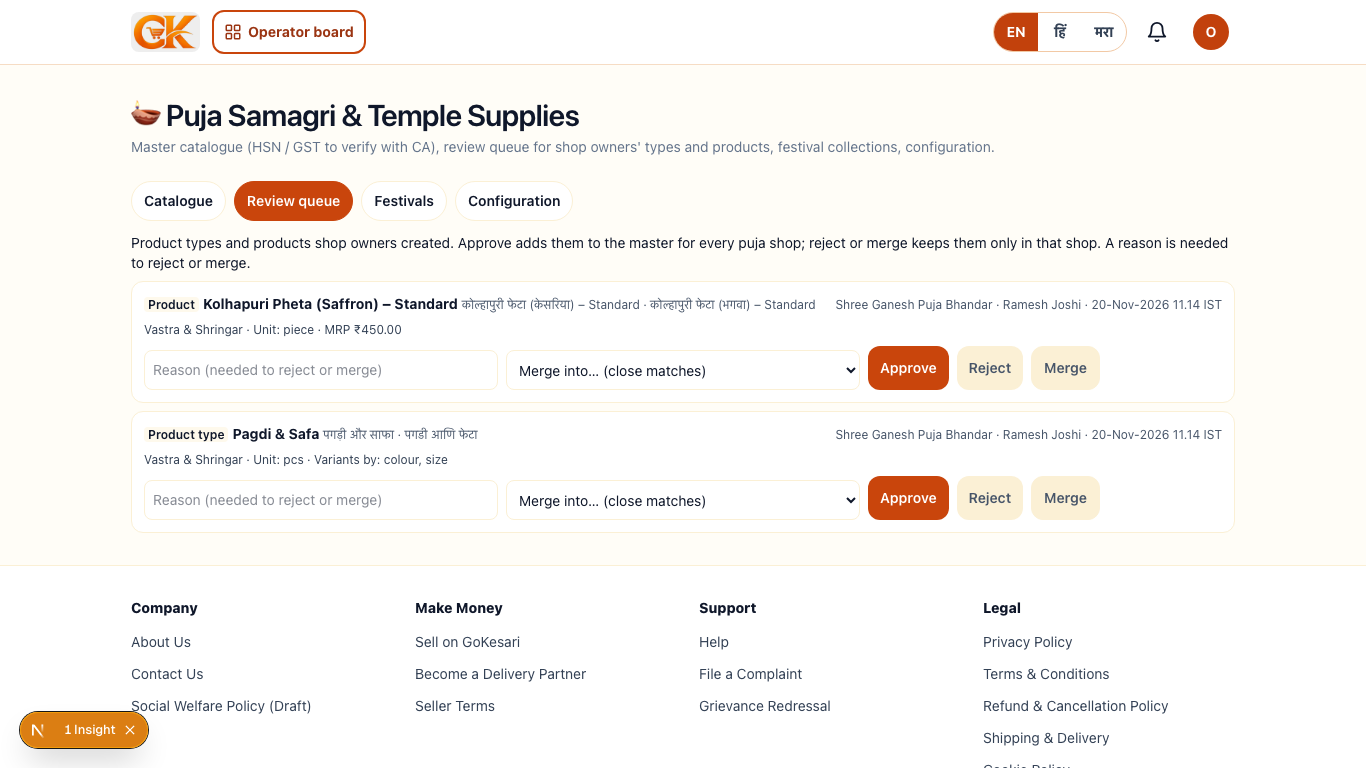 GK
Operator board
EN
हिं
मरा
O
Puja Samagri & Temple Supplies
Master catalogue (HSN / GST to verify with CA), review queue for shop owners' types and products, festival collections, configuration.
Catalogue
Review queue
Festivals
Configuration
Product types and products shop owners created. Approve adds them to the master for every puja shop; reject or merge keeps them only in that shop. A reason is needed
to reject or merge.
Product Kolhapuri Pheta (Saffron) – Standard कोल्हापुरी फेटा (केसरिया) – Standard · कोल्हापुरी फेटा (भगवा) – Standard
Shree Ganesh Puja Bhandar · Ramesh Joshi · 20-Nov-2026 11.14 IST
Vastra & Shringar · Unit: piece · MRP ₹450.00
Reason (needed to reject or merge)
Merge into... (close matches)
Approve
Reject
Merge
Product type Pagdi & Safa पगड़ी और साफा · पगडी आणि फेटा
Shree Ganesh Puja Bhandar · Ramesh Joshi · 20-Nov-2026 11.14 IST
Vastra & Shringar · Unit: pcs · Variants by: colour, size
Reason (needed to reject or merge)
Merge into... (close matches)
Approve
Reject
Merge
Company
About Us
Contact Us
Social Welfare Policy (Draft)
Make Money
Sell on GoKesari
Become a Delivery Partner
Seller Terms
Support
Help
File a Complaint
Grievance Redressal
Legal
Privacy Policy
Terms & Conditions
Refund & Cancellation Policy
Shipping & Delivery
N
1 Insight